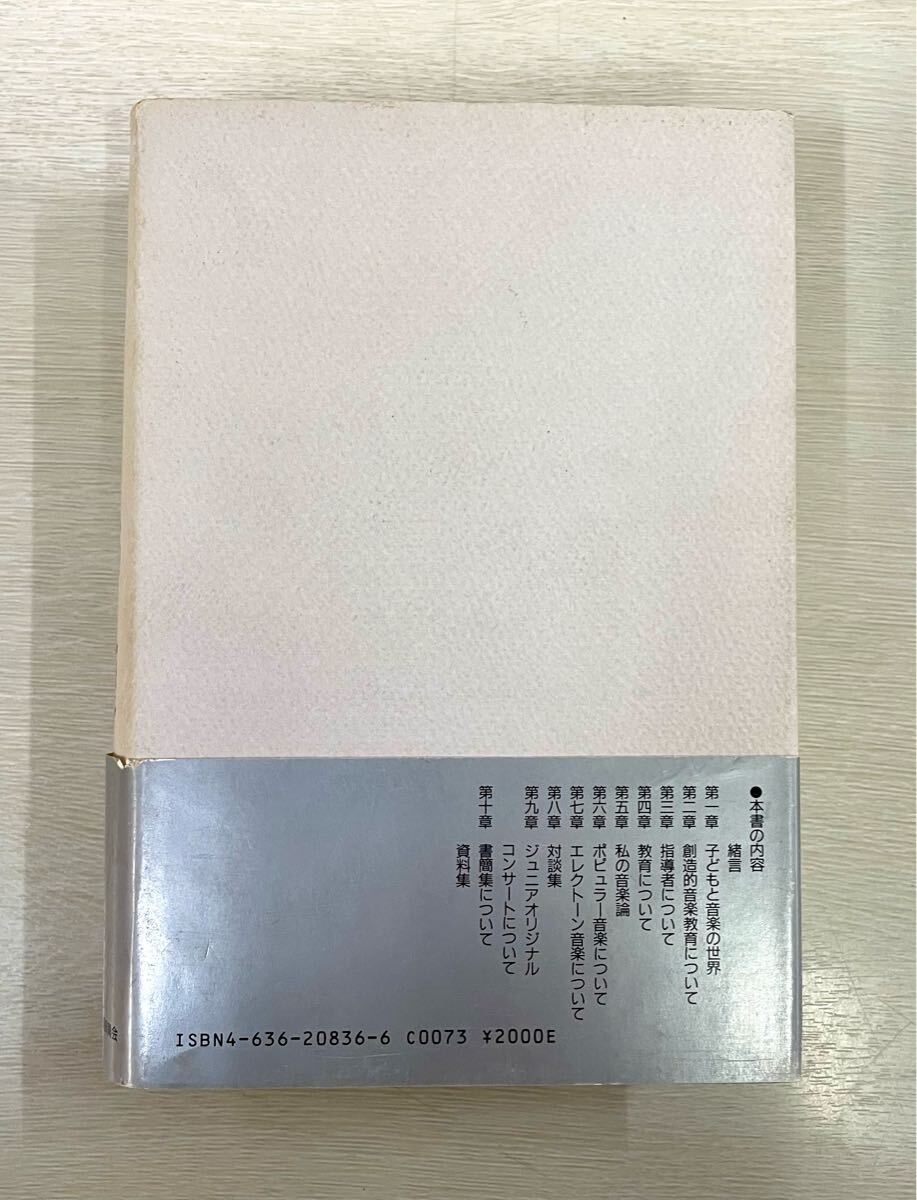 ●本書の内容
緒言
第一章 子どもと音楽の世界
第二章 創造的音楽教育について
第三章 指導者について
第四章 教育について
第五章 私の音楽論
第六章 ポピュラー音楽について
第七章 エレクトーン音楽について
第八章 対談集
第九章 ジュニアオリジナル
コンサートについて
第十章 書簡集について
資料集
ISBN4-636-20836-6 C0073 ¥2000E
会